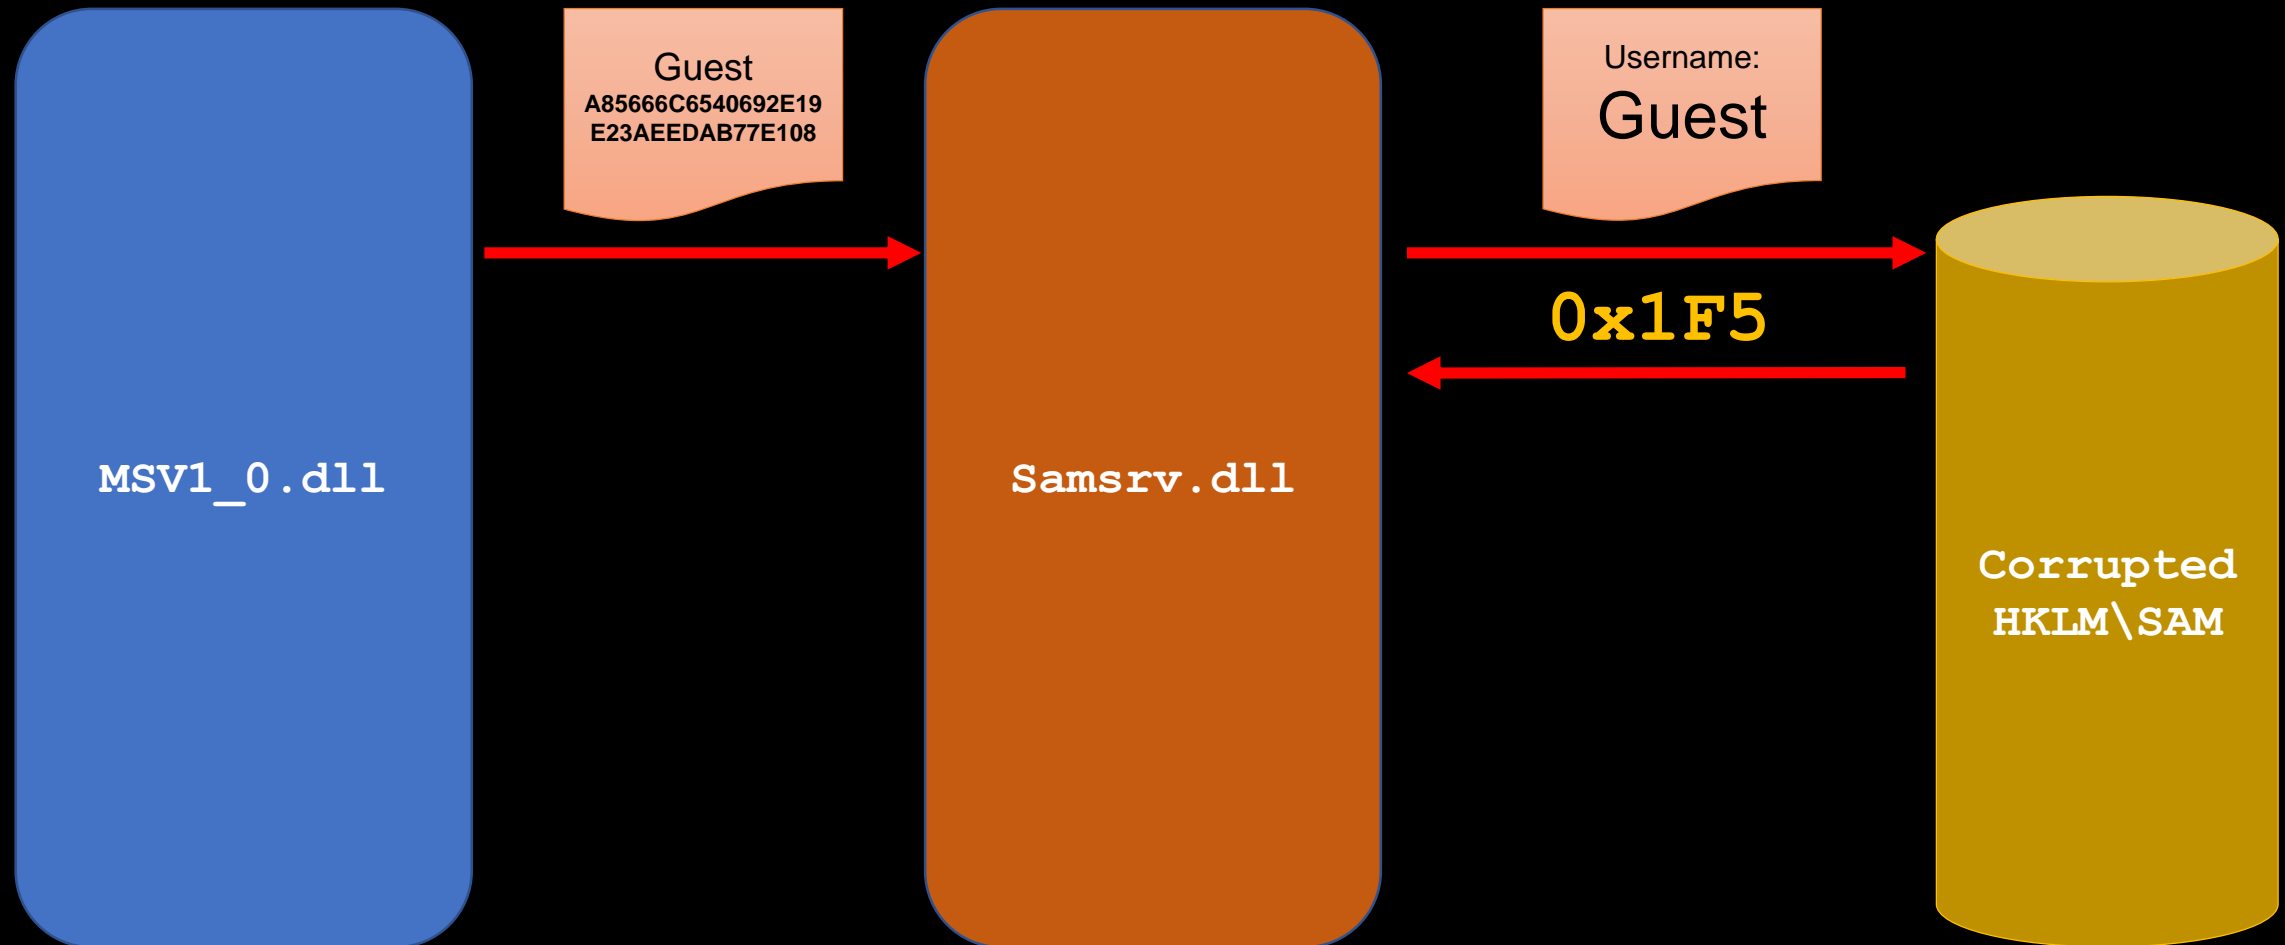 Guest
A85666C6540692E19
E23AEEDAB77E108
Username:
Guest
0x1F5
MSV1_0.dll
Samsrv.dll
Corrupted
HKLM\SAM